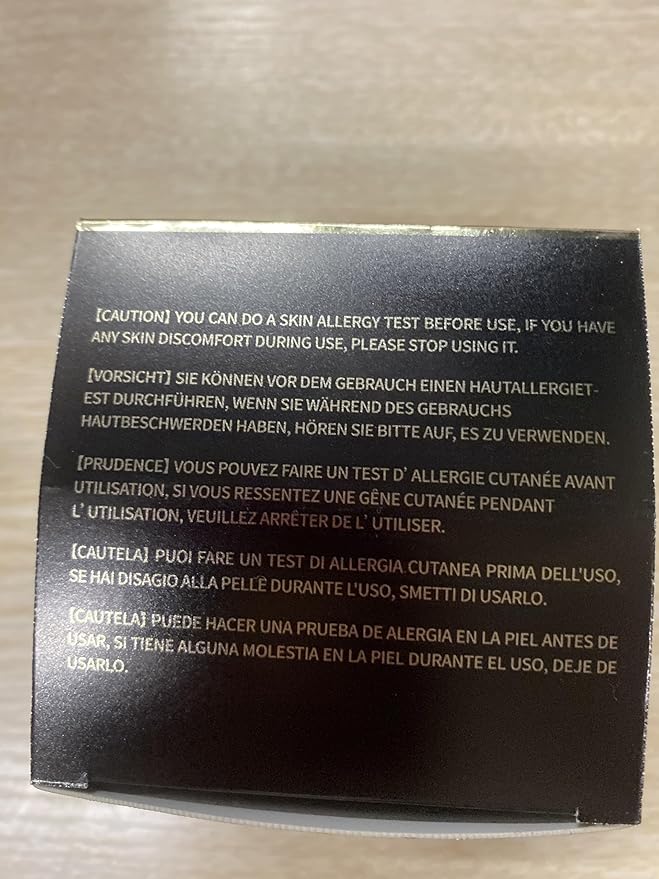 【CAUTION】 YOU CAN DO A SKIN ALLERGY TEST BEFORE USE, IF YOU HAVE
ANY SKIN DISCOMFORT DURING USE, PLEASE STOP USING IT.
【VORSICHT】 SIE KÖNNEN VOR DEM GEBRAUCH EINEN HAUTALLERGIET-
EST DURCHFÜHREN, WENN SIE WÄHREND DES GEBRAUCHS
HAUTBESCHWERDEN HABEN, HÖREN SIE BITTE AUF, ES ZU VERWENDEN.
【PRUDENCE】 VOUS POUVEZ FAIRE UN TEST D’ ALLERGIE CUTANÉE AVANT
UTILISATION, SI VOUS RESSENTEZ UNE GÊNE CUTANÉE PENDANT
L’ UTILISATION, VEUILLEZ ARRÊTER DE L’ UTILISER.
【CAUTELA】 PUOI FARE UN TEST DI ALLERGIA CUTANEA PRIMA DELL'USO,
SE HAI DISAGIO ALLA PELLE DURANTE L'USO, SMETTI DI USARLO.
【CAUTELA】 PUEDE HACER UNA PRUEBA DE ALERGIA EN LA PIEL ANTES DE
USAR, SI TIENE ALGUNA MOLESTIA EN LA PIEL DURANTE EL USO, DEJE DE
USARLO.